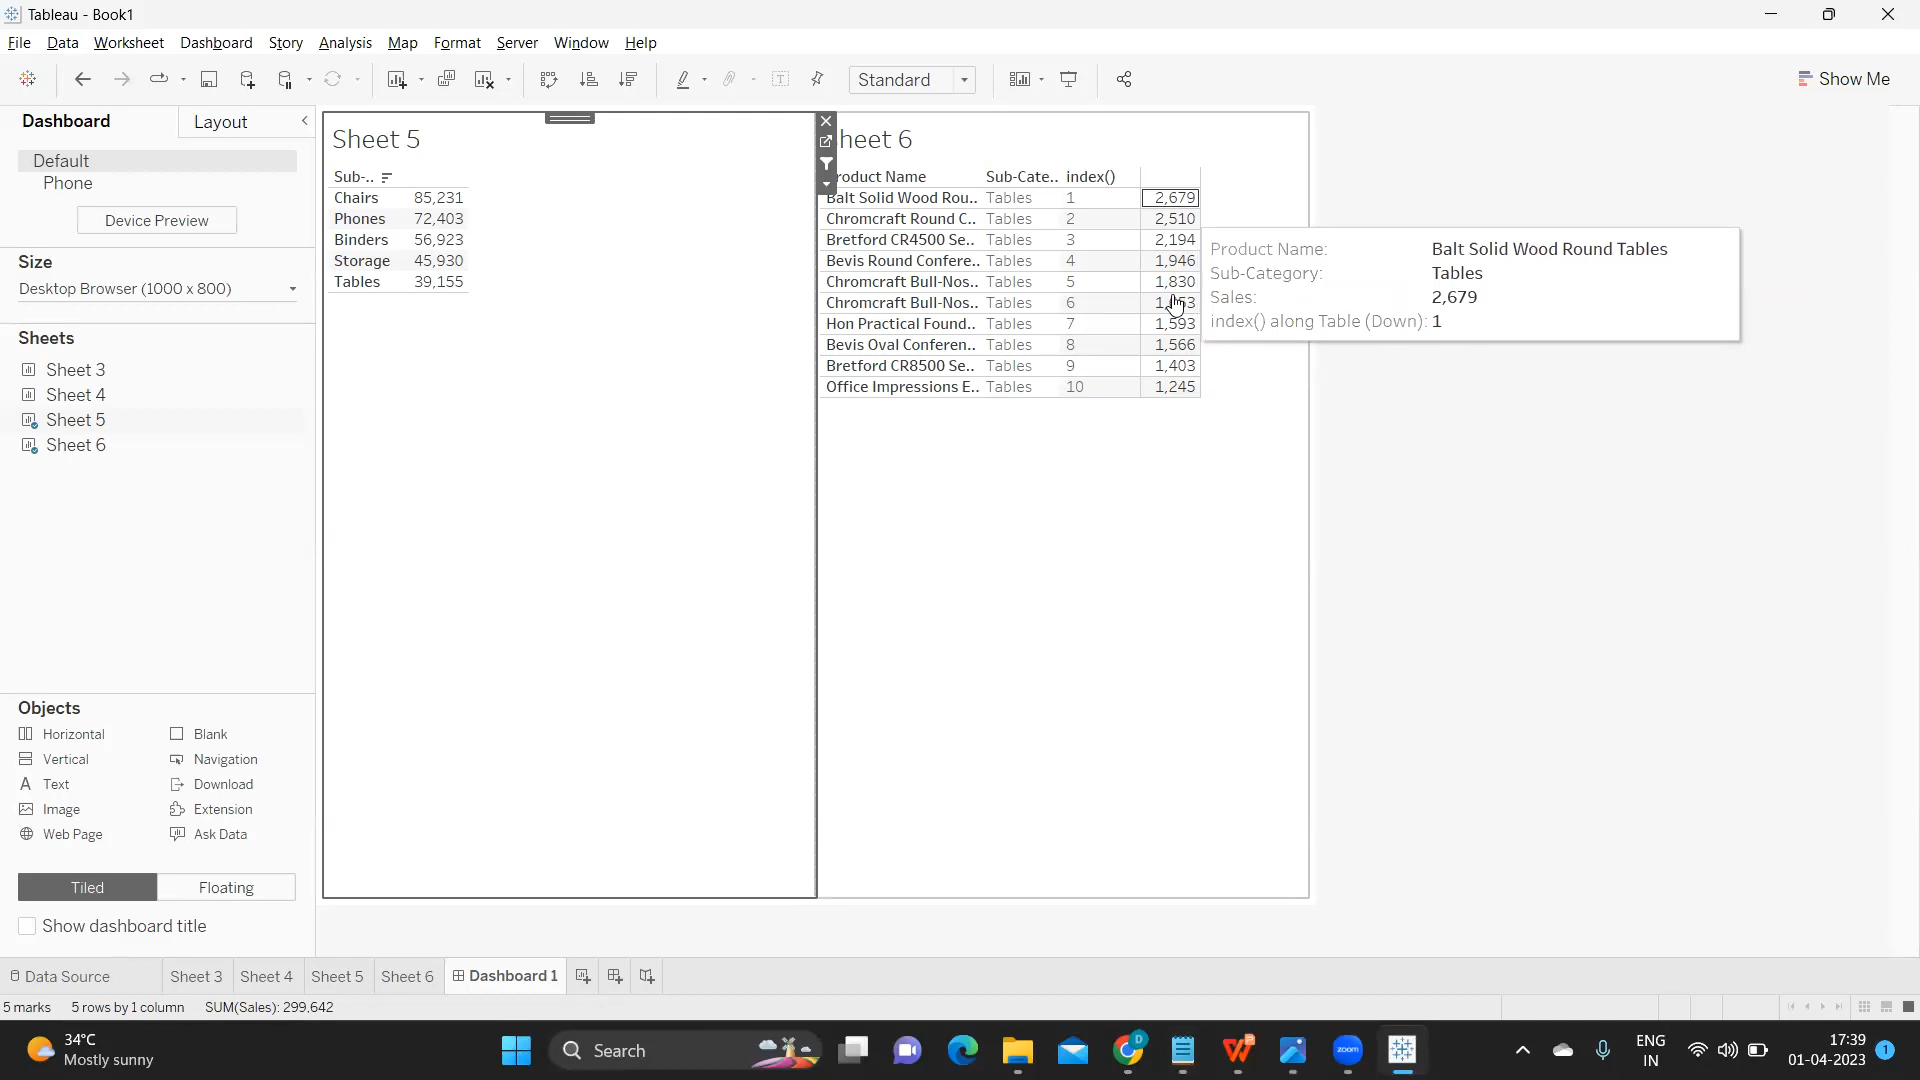 Tableau - Book1
File Data Worksheet Dashboard Story Analysis Map Format Server Window Help
Standard
Show Me
Dashboard
Layout
Default
Phone
Device Preview
Size
Desktop Browser (1000 x 800)
Sheets
Sheet 3
Sheet 4
Sheet 5
Sheet 6
Objects
Horizontal Blank
Vertical Navigation
Text Download
Image Extension
Web Page Ask Data
Tiled Floating
Show dashboard title
Sheet 5
Sub-..
Chairs 85,231
Phones 72,403
Binders 56,923
Storage 45,930
Tables 39,155
heet 6
roduct Name Sub-Cate.. index()
Balt Solid Wood Rou.. Tables 1 2,679
Chromcraft Round C.. Tables 2 2,510
Bretford CR4500 Se.. Tables 3 2,194
Bevis Round Confere.. Tables 4 1,946
Chromcraft Bull-Nos.. Tables 5 1,830
Chromcraft Bull-Nos.. Tables 6
Hon Practical Found.. Tables 7 1,593
Bevis Oval Conferen.. Tables 8 1,566
Bretford CR8500 Se.. Tables 9 1,403
Office Impressions E.. Tables 10 1,245
Product Name: Balt Solid Wood Round Tables
Sub-Category: Tables
Sales: 2,679
index() along Table (Down): 1
Data Source Sheet 3 Sheet 4 Sheet 5 Sheet 6 Dashboard 1
5 marks 5 rows by 1 column SUM(Sales): 299,642
34°C
Mostly sunny
Search
D
zoom
ENG
IN
17:39
01-04-2023
1